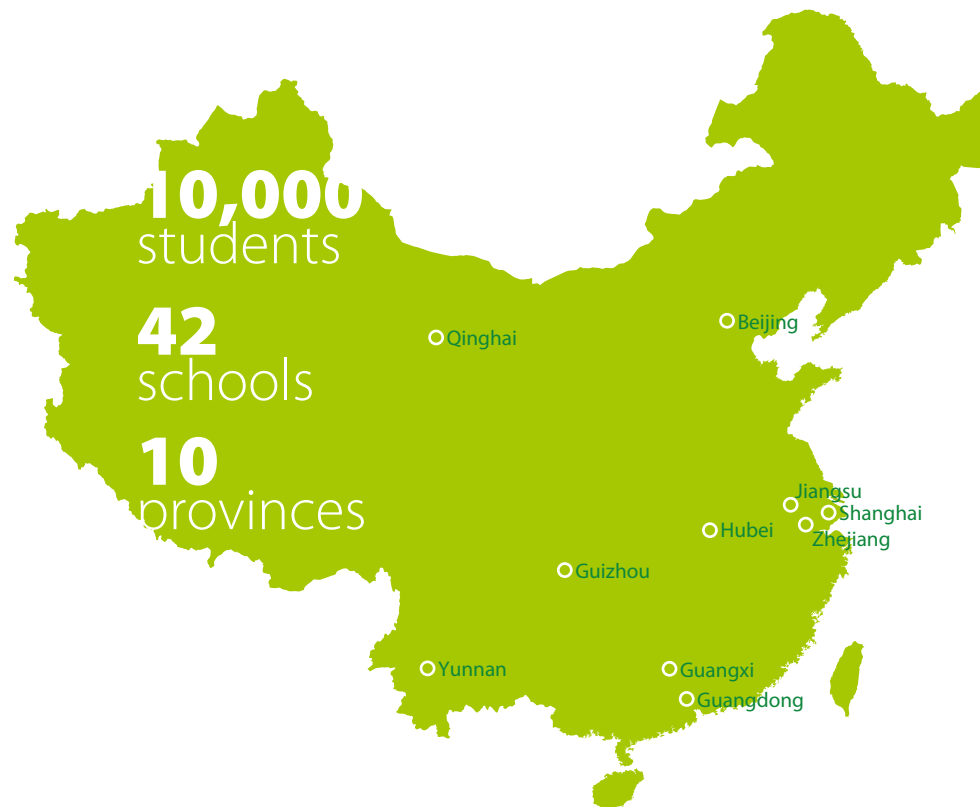 10,000
students
42
schools
10
provinces
Qinghai
Beijing
Jiangsu
Shanghai
Zhejiang
Hubei
Guizhou
Yunnan
Guangxi
Guangdong